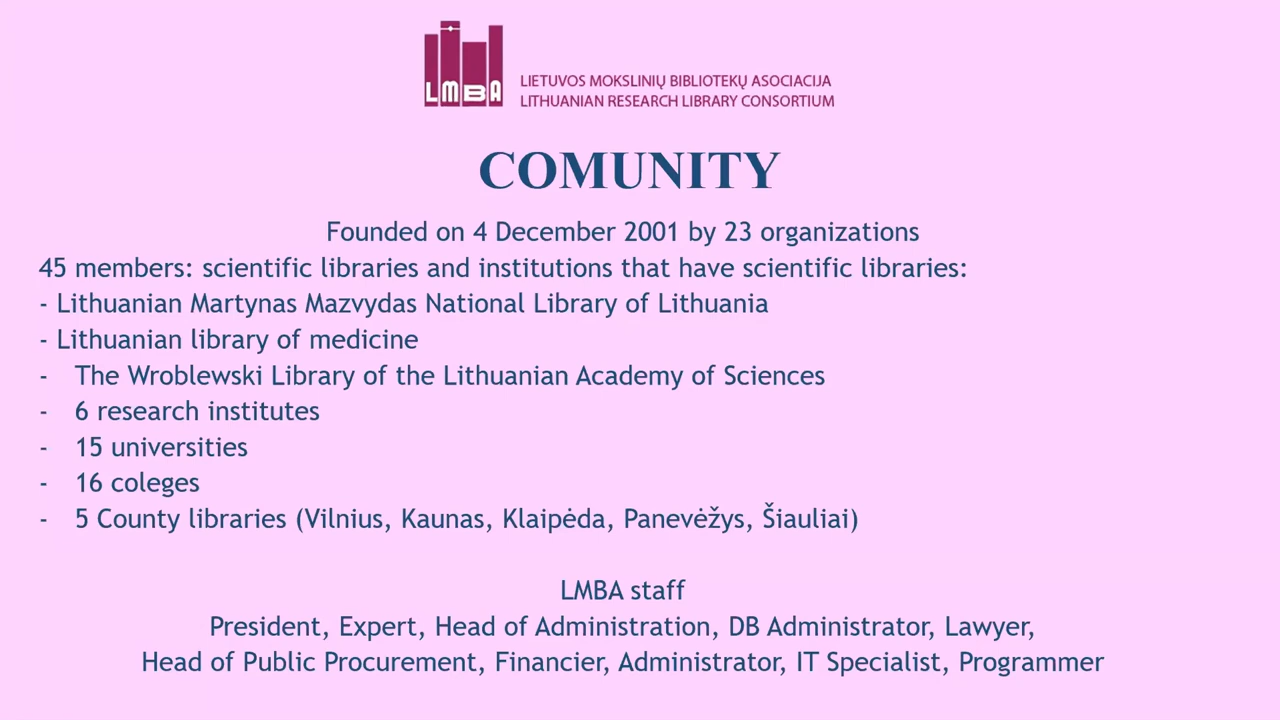 LMBA
LIETUVOS MOKSLINIŲ BIBLIOTEKŲ ASOCIACIJA
LITHUANIAN RESEARCH LIBRARY CONSORTIUM
COMUNITY
Founded on 4 December 2001 by 23 organizations
45 members: scientific libraries and institutions that have scientific libraries:
- Lithuanian Martynas Mazvydas National Library of Lithuania
- Lithuanian library of medicine
- The Wroblewski Library of the Lithuanian Academy of Sciences
- 6 research institutes
- 15 universities
- 16 coleges
- 5 County libraries (Vilnius, Kaunas, Klaipėda, Panevėžys, Šiauliai)
LMBA staff
President, Expert, Head of Administration, DB Administrator, Lawyer,
Head of Public Procurement, Financier, Administrator, IT Specialist, Programmer